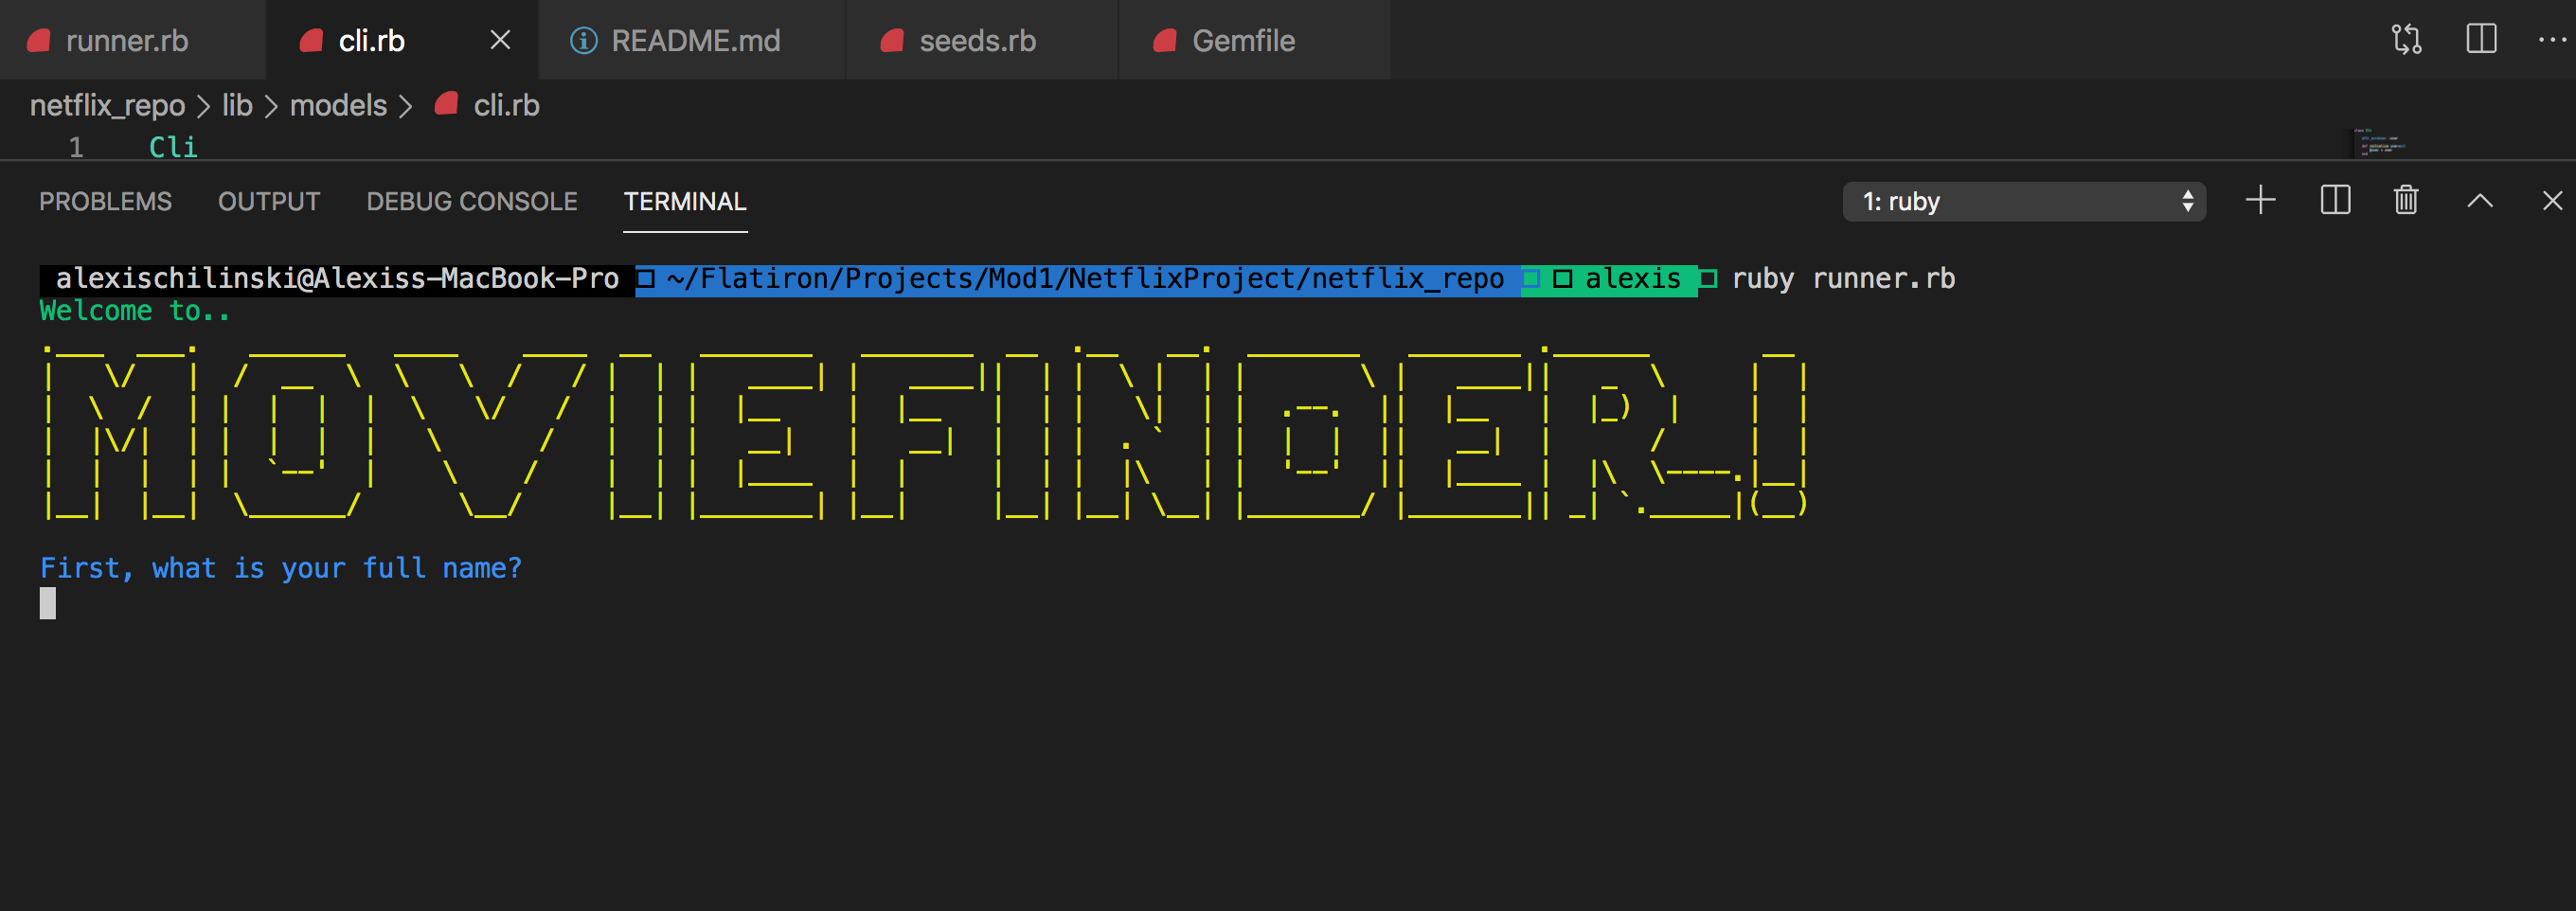 runner.rb
cli.rb
README.md
seeds.rb
Gemfile
netflix_repo > lib > models > cli.rb
1 Cli
PROBLEMS OUTPUT DEBUG CONSOLE TERMINAL
1: ruby
alexischilinski@Alexiss-MacBook-Pro ~/Flatiron/Projects/Mod1/NetflixProject/netflix_repo alexis ruby runner.rb
Welcome to..
MOVIEFINDER!
First, what is your full name?